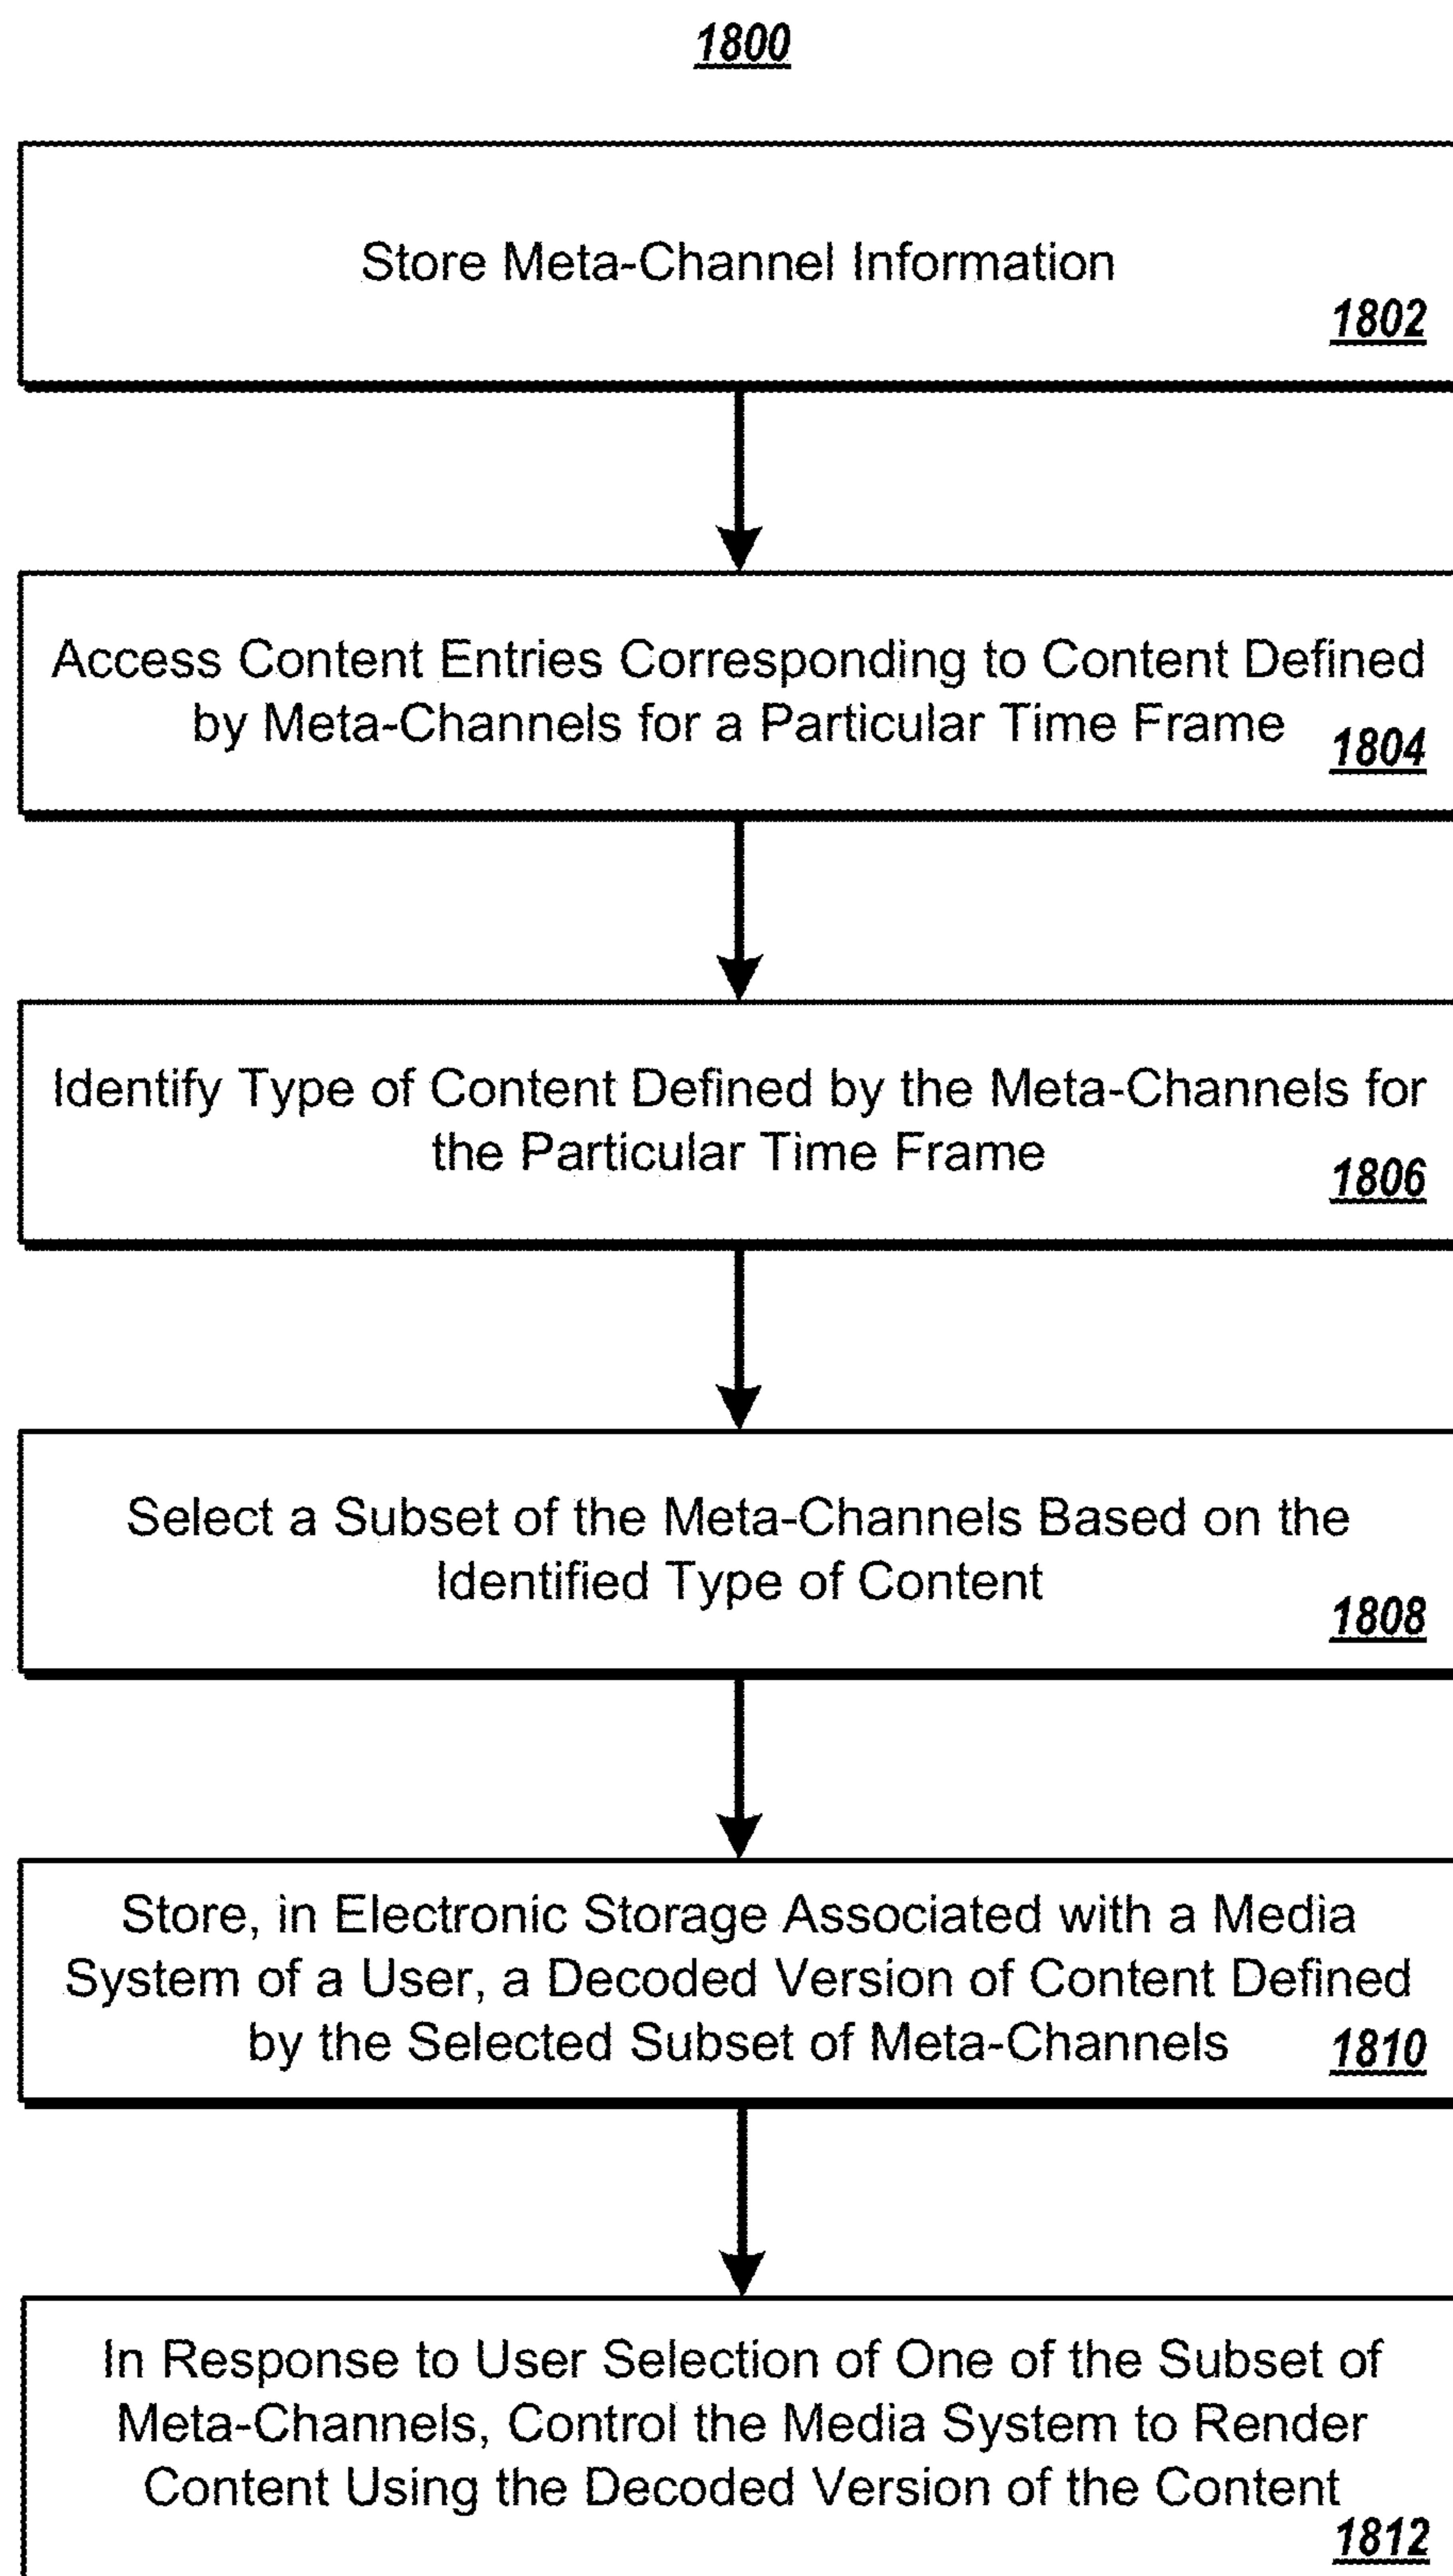 1800
Store Meta-Channel Information
1802
Access Content Entries Corresponding to Content Defined
by Meta-Channels for a Particular Time Frame
1804
Identify Type of Content Defined by the Meta-Channels for
the Particular Time Frame
1806
Select a Subset of the Meta-Channels Based on the
Identified Type of Content
1808
Store, in Electronic Storage Associated with a Media
System of a User, a Decoded Version of Content Defined
by the Selected Subset of Meta-Channels
1810
In Response to User Selection of One of the Subset of
Meta-Channels, Control the Media System to Render
Content Using the Decoded Version of the Content
1812